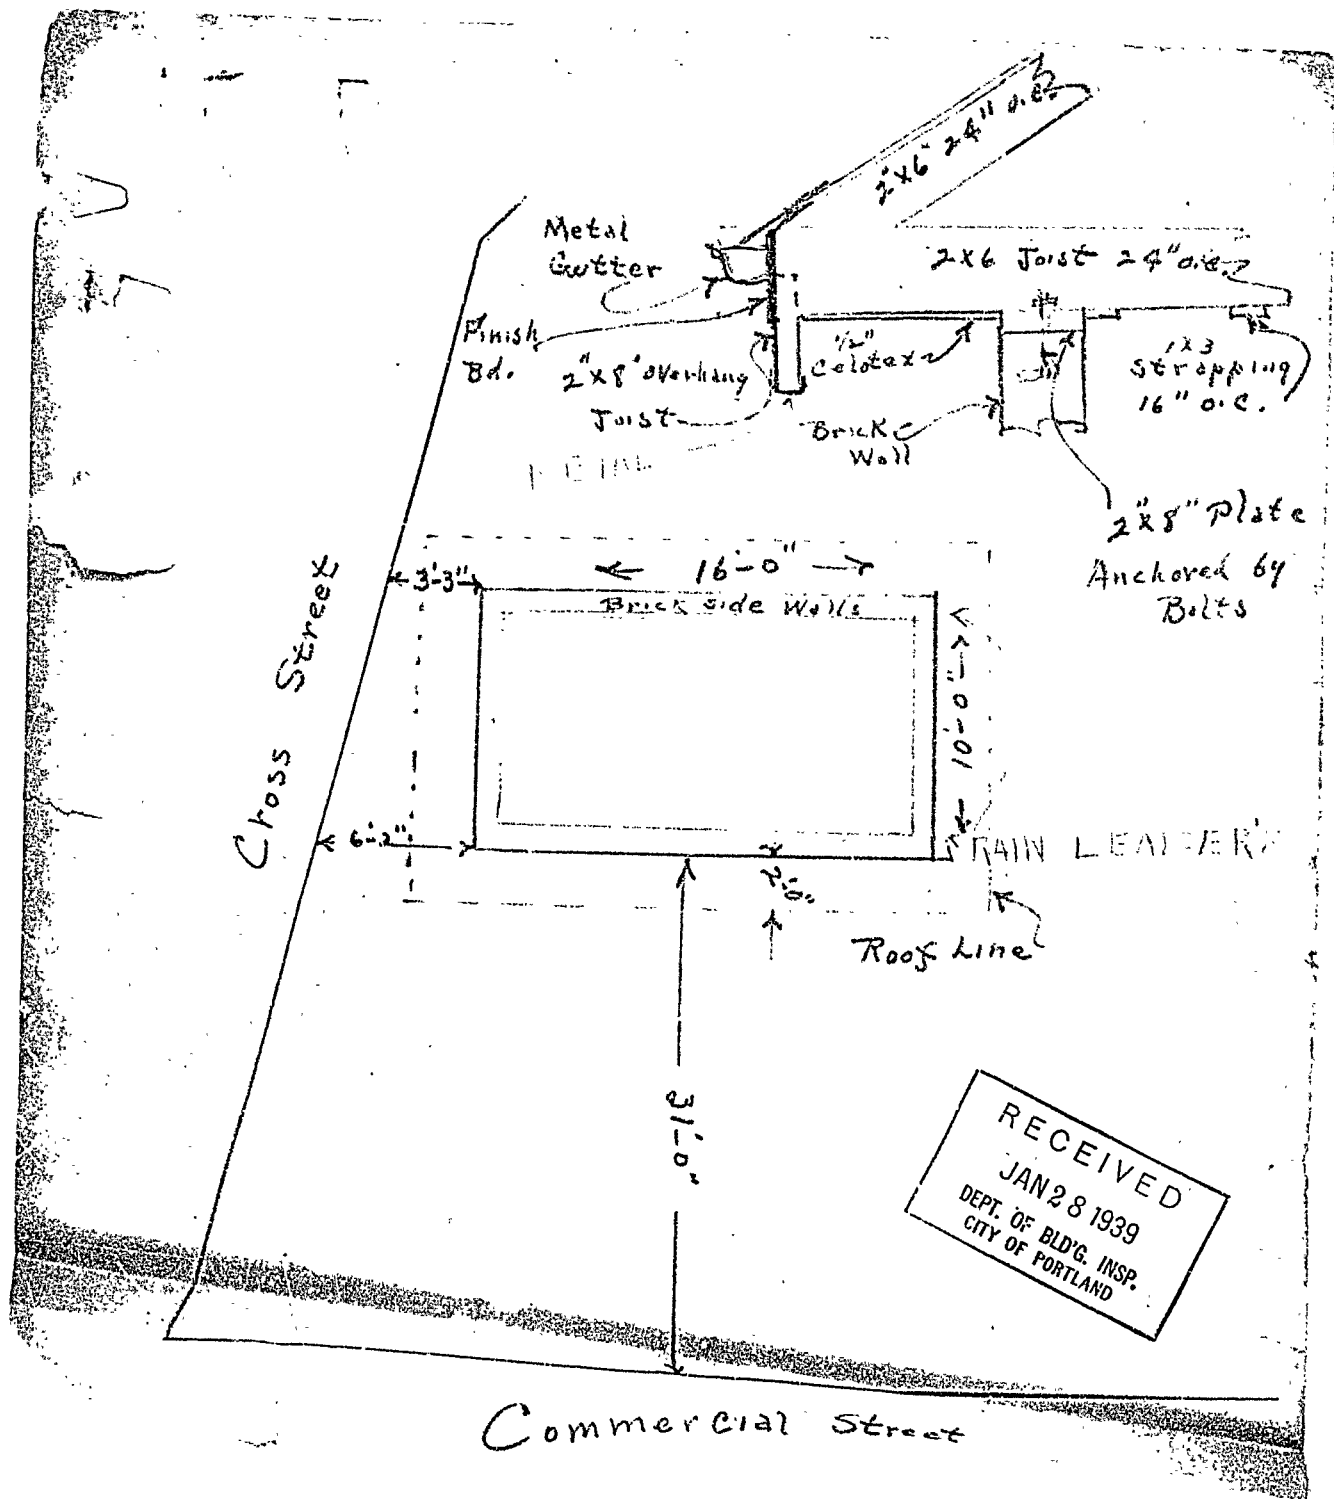 2"x6" 24" o.c.
Metal
Gutter
2x6 Joist 24" o.c.
Finish
Bd.
2"x8" overhang
Joist
1/2"
Celotex
1x3
Strapping
16" o.c.
Brick
Wall
2"x8" Plate
Anchored by
Bolts
3'-3"
16'-0"
Brick side Walls
10'-0"
Cross Street
6'-2"
2'-0"
RAIN LEADER'S
Roof Line
31'-0"
RECEIVED
JAN 28 1939
DEPT. OF BLD'G. INSP.
CITY OF PORTLAND
Commercial Street